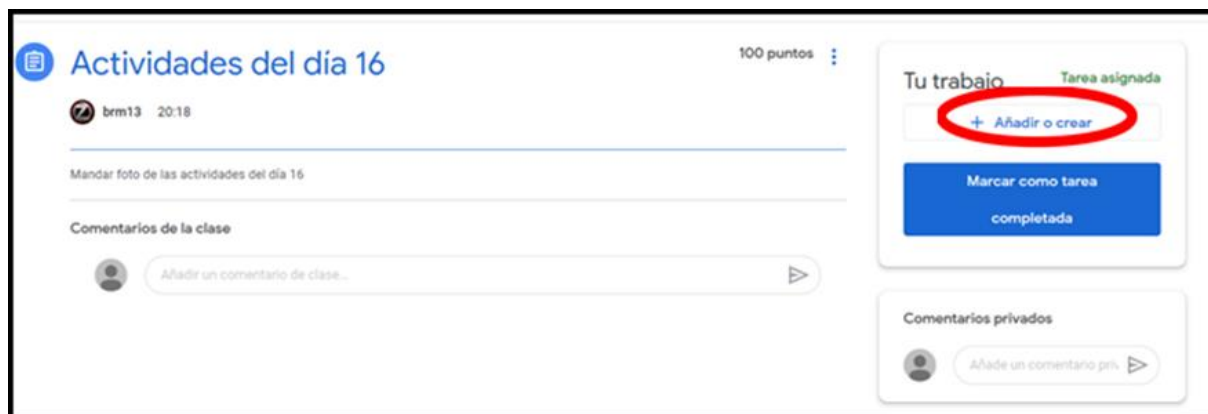 Actividades del día 16
100 puntos
brm13 20:18
Mandar foto de las actividades del día 16
Comentarios de la clase
Añadir un comentario de clase...
Tu trabajo
Tarea asignada
+ Añadir o crear
Marcar como tarea
completada
Comentarios privados
Añade un comentario priv